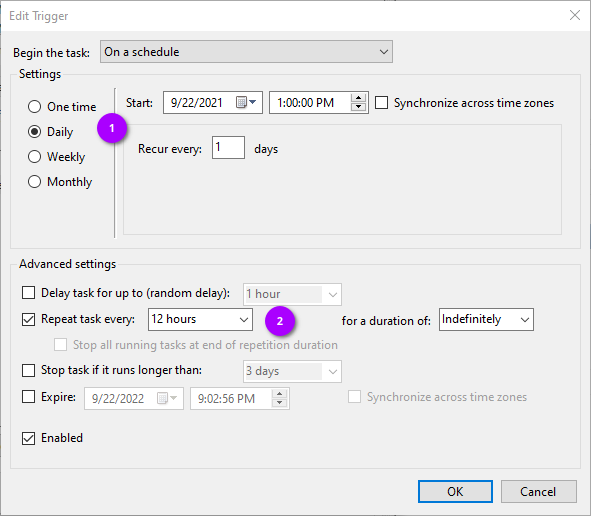 Edit Trigger
Begin the task: On a schedule
Settings
One time
Daily
Weekly
Monthly
1
Start: 9/22/2021 1:00:00 PM Synchronize across time zones
Recur every: 1 days
Advanced settings
Delay task for up to (random delay): 1 hour
Repeat task every: 12 hours 2 for a duration of: Indefinitely
Stop all running tasks at end of repetition duration
Stop task if it runs longer than: 3 days
Expire: 9/22/2022 9:02:56 PM Synchronize across time zones
Enabled
OK Cancel